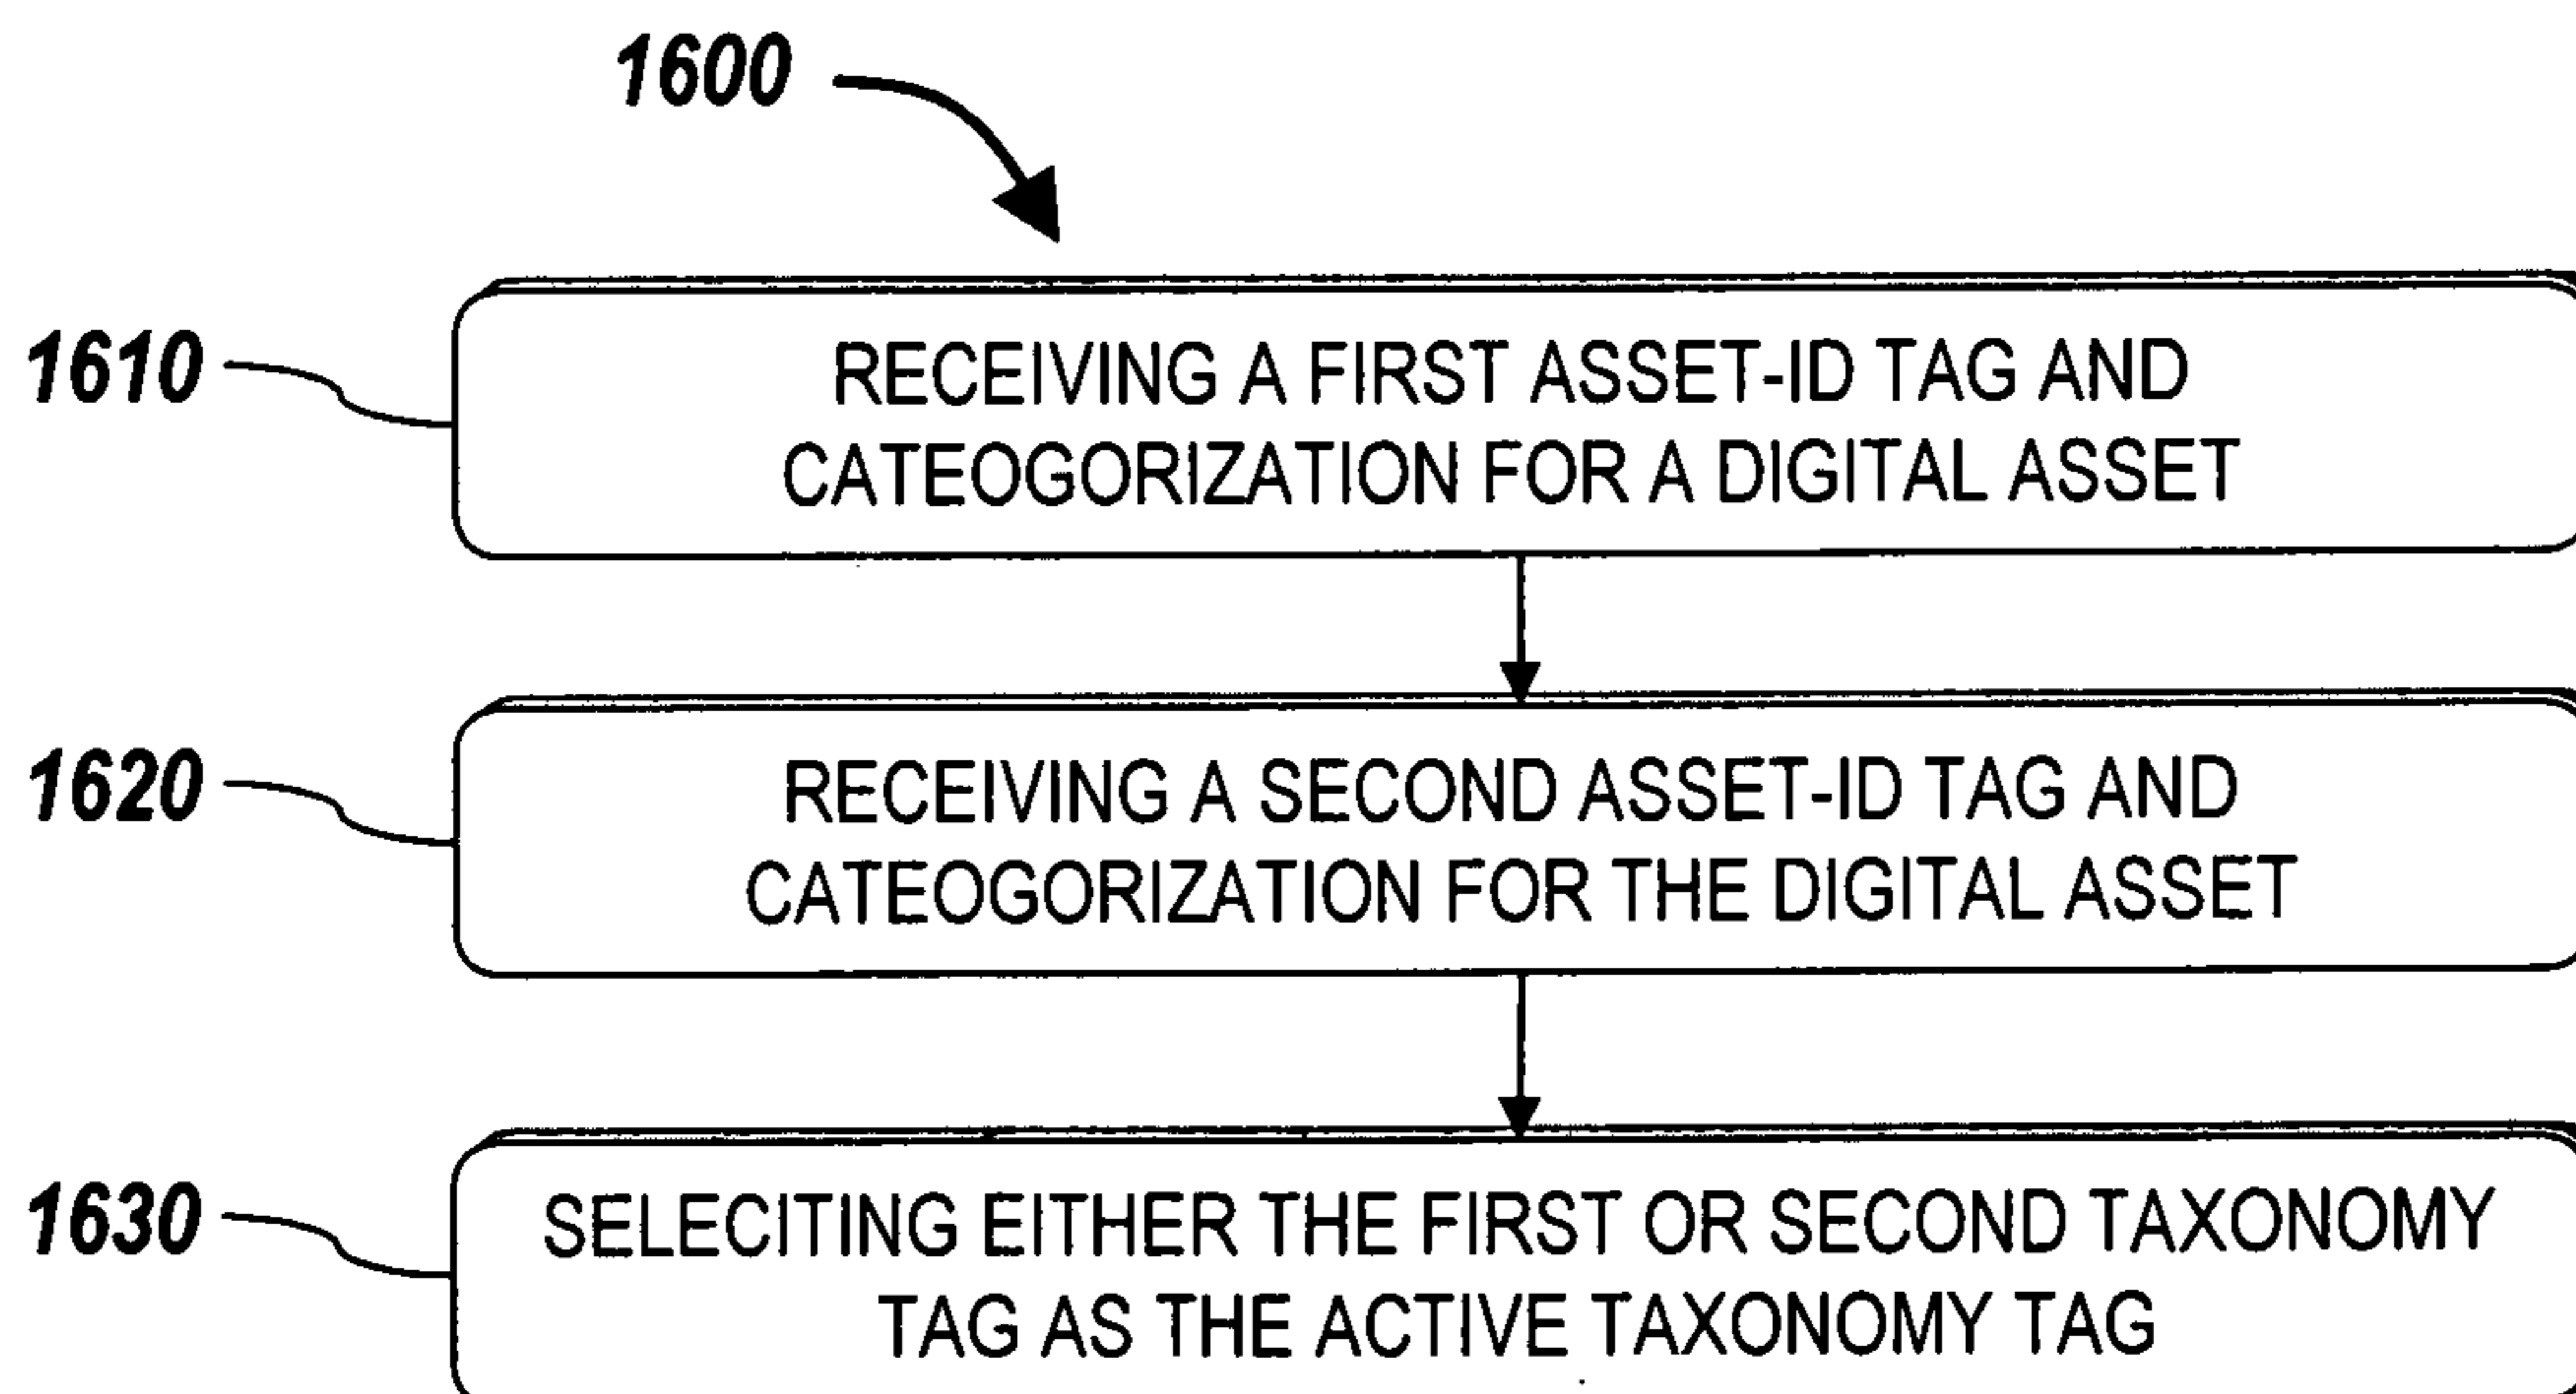 1600
1610
RECEIVING A FIRST ASSET-ID TAG AND
CATEOGORIZATION FOR A DIGITAL ASSET
1620
RECEIVING A SECOND ASSET-ID TAG AND
CATEOGORIZATION FOR THE DIGITAL ASSET
1630
SELECITING EITHER THE FIRST OR SECOND TAXONOMY
TAG AS THE ACTIVE TAXONOMY TAG